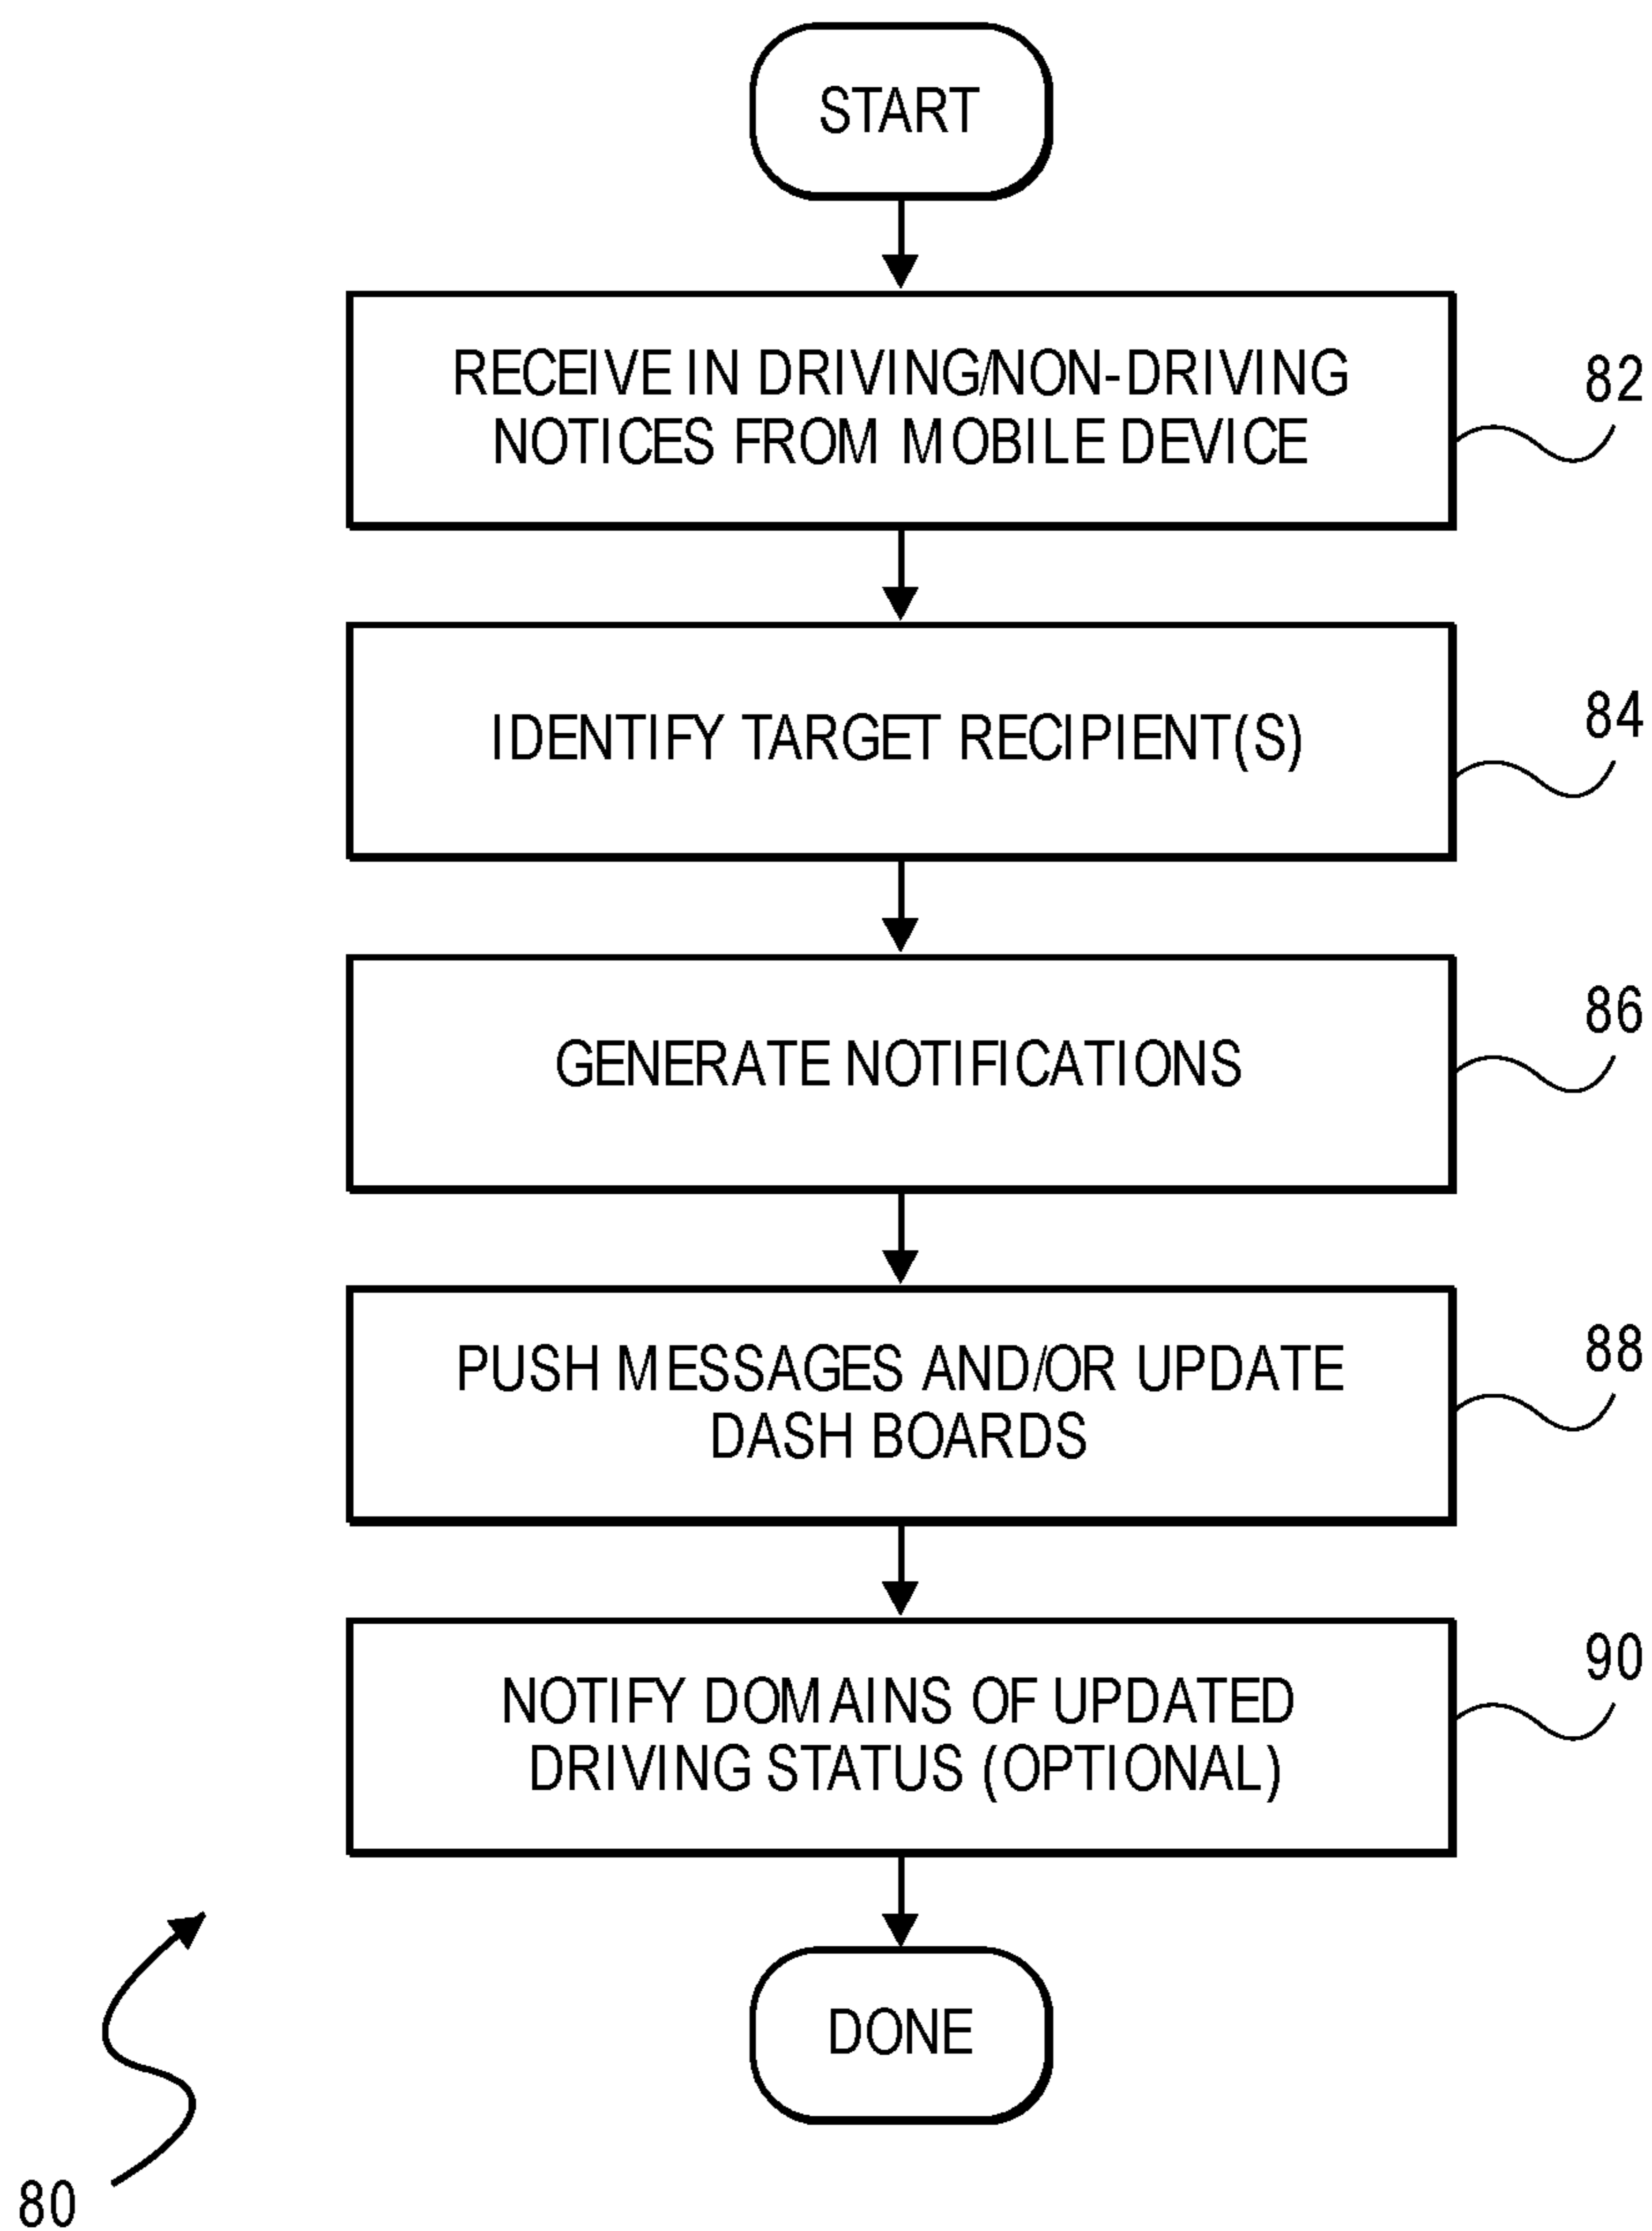 START
RECEIVE IN DRIVING/NON-DRIVING
NOTICES FROM MOBILE DEVICE
82
IDENTIFY TARGET RECIPIENT(S)
84
GENERATE NOTIFICATIONS
86
PUSH MESSAGES AND/OR UPDATE
DASH BOARDS
88
NOTIFY DOMAINS OF UPDATED
DRIVING STATUS (OPTIONAL)
90
DONE
80